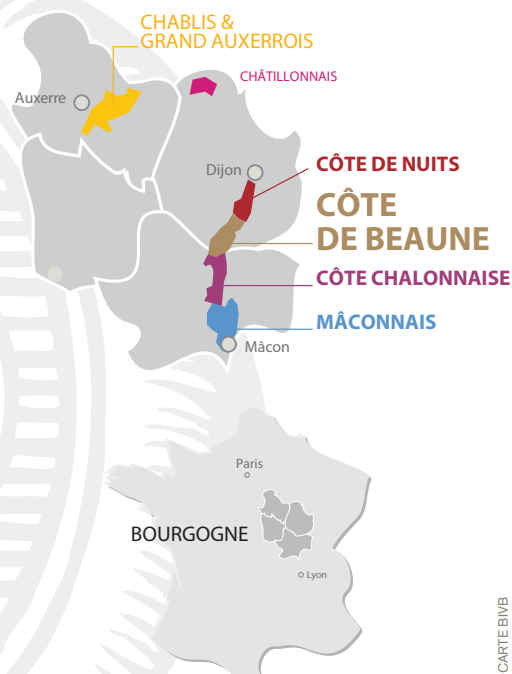 CHABLIS &
GRAND AUXERROIS
CHÂTILLONNAIS
Auxerre
Dijon
CÔTE DE NUITS
CÔTE
DE BEAUNE
CÔTE CHALONNAISE
MÂCONNAIS
Mâcon
Paris
BOURGOGNE
Lyon
CARTE BIVB